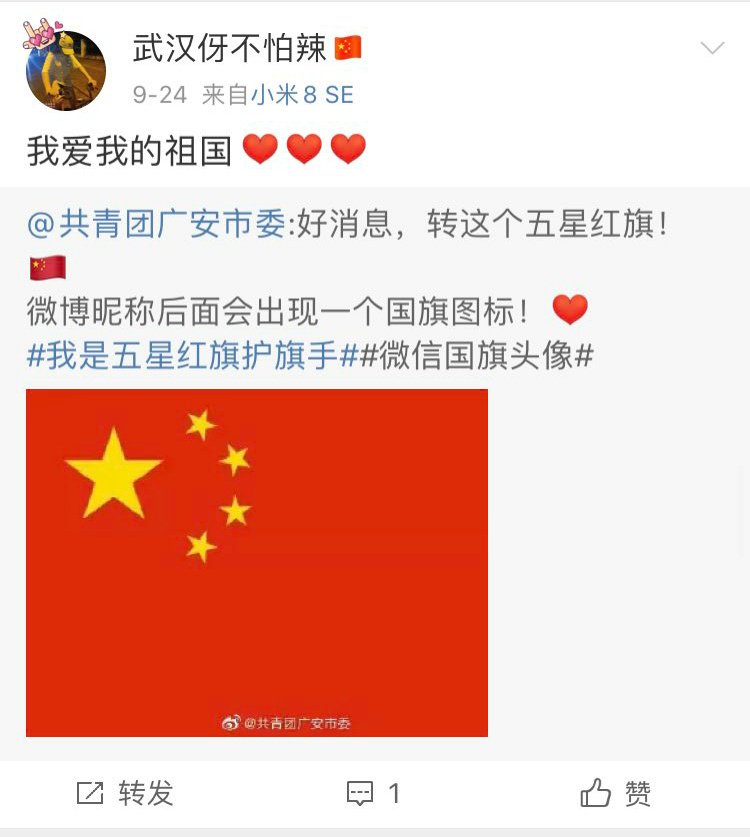 武汉伢不怕辣🇨🇳
9-24 来自小米8 SE
我爱我的祖国❤️❤️❤️
@共青团广安市委:好消息，转这个五星红旗！
🇨🇳
微博昵称后面会出现一个国旗图标！❤️
#我是五星红旗护旗手##微信国旗头像#
@共青团广安市委
转发
1
赞